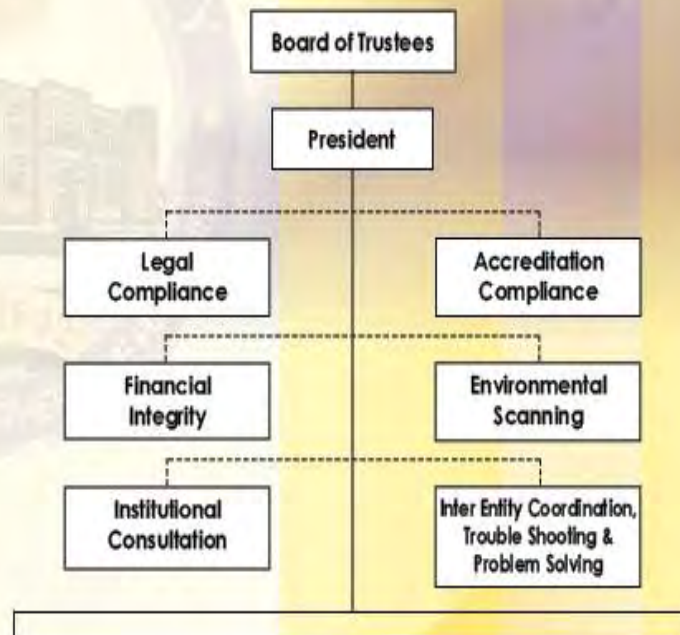 Board of Trustees
President
Legal
Compliance
Accreditation
Compliance
Financial
Integrity
Environmental
Scanning
Institutional
Consultation
Inter Entity Coordination,
Trouble Shooting &
Problem Solving